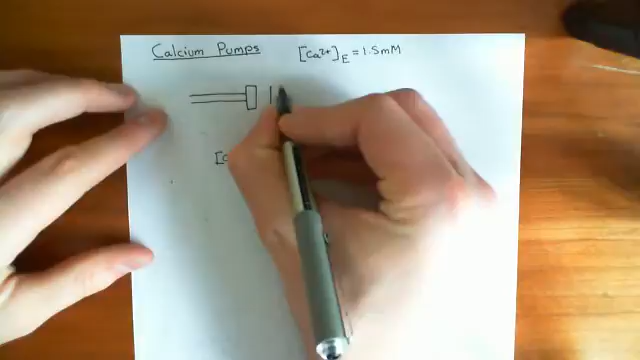 Calcium Pumps
[Ca²⁺]E = 1.5mM
[C